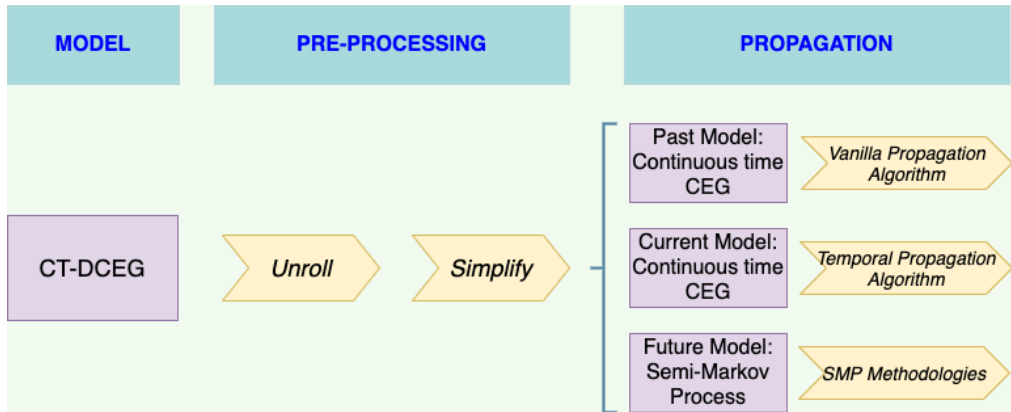 MODEL
PRE-PROCESSING
PROPAGATION
CT-DCEG
Unroll
Simplify
Past Model:
Continuous time
CEG
Vanilla Propagation
Algorithm
Current Model:
Continuous time
CEG
Temporal Propagation
Algorithm
Future Model:
Semi-Markov
Process
SMP Methodologies